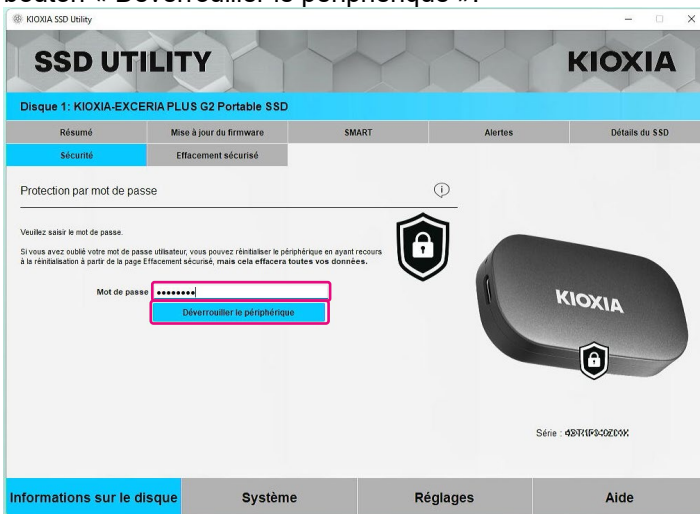 bouton « Déverrouiller le périphérique ».
KIOXIA SSD Utility
SSD UTILITY
KIOXIA
Disque 1: KIOXIA-EXCERIA PLUS G2 Portable SSD
Résumé Mise à jour du firmware SMART Alertes Détails du SSD
Sécurité Effacement sécurisé
Protection par mot de passe
Veuillez saisir le mot de passe.
Si vous avez oublié votre mot de passe utilisateur, vous pouvez réinitialiser le périphérique en ayant recours
à la réinitialisation à partir de la page Effacement sécurisé, mais cela effacera toutes vos données.
Mot de passe
Déverrouiller le périphérique
KIOXIA
Série :
Informations sur le disque Système Réglages Aide